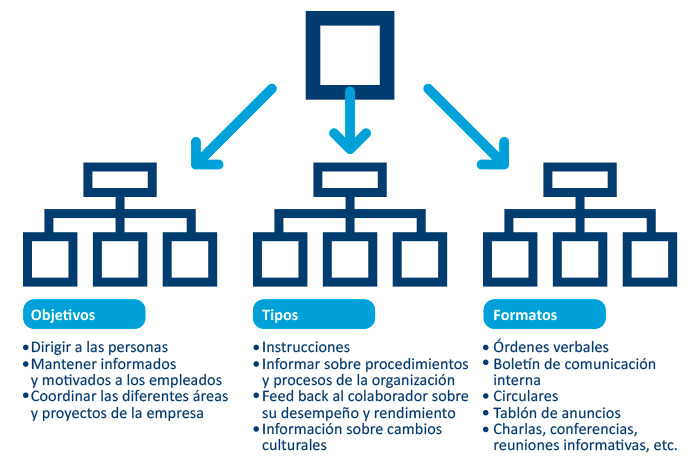 Objetivos
• Dirigir a las personas
• Mantener informados
y motivados a los empleados
• Coordinar las diferentes áreas
y proyectos de la empresa
Tipos
• Instrucciones
• Informar sobre procedimientos
y procesos de la organización
• Feed back al colaborador sobre
su desempeño y rendimiento
• Información sobre cambios
culturales
Formatos
• Órdenes verbales
• Boletín de comunicación
interna
• Circulares
• Tablón de anuncios
• Charlas, conferencias,
reuniones informativas, etc.